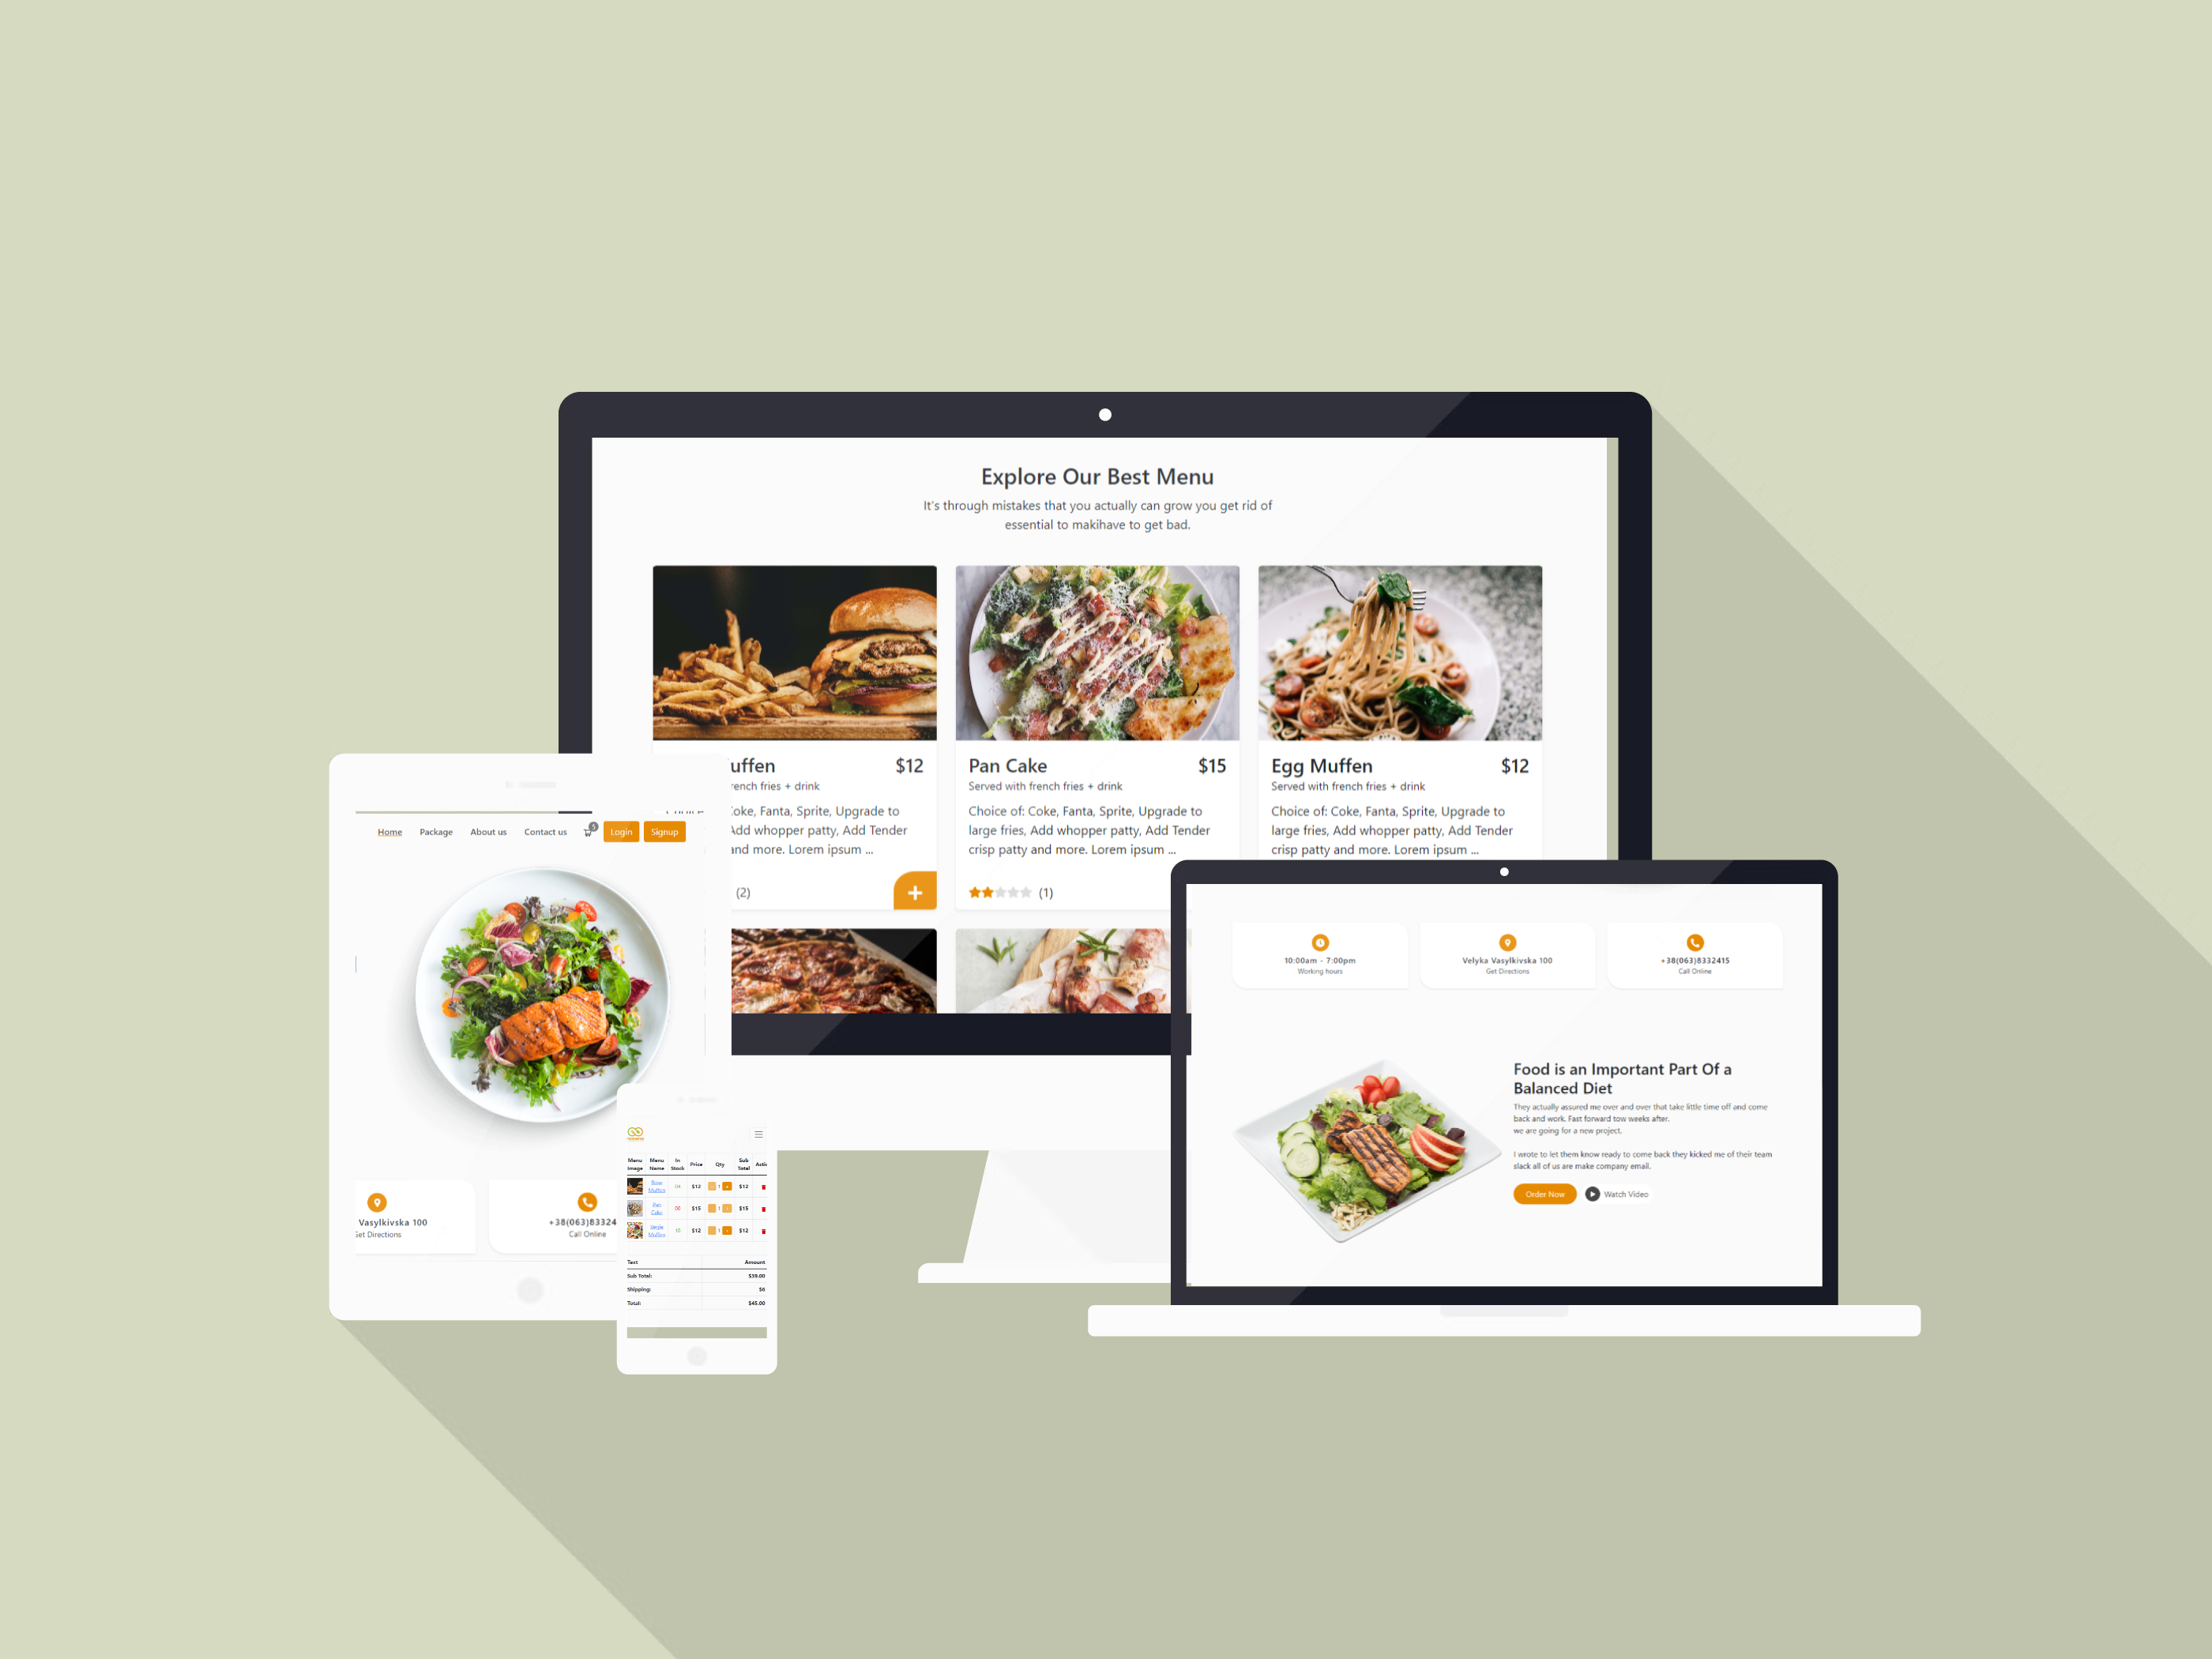 Explore Our Best Menu
It's through mistakes that you actually can grow you get rid of
essential to makihave to get bad.
uffen $12
rench fries + drink
Coke, Fanta, Sprite, Upgrade to
Add whopper patty, Add Tender
and more. Lorem ipsum ...
(2)
+
Pan Cake $15
Served with french fries + drink
Choice of: Coke, Fanta, Sprite, Upgrade to
large fries, Add whopper patty, Add Tender
crisp patty and more. Lorem ipsum ...
(1)
Egg Muffen $12
Served with french fries + drink
Choice of: Coke, Fanta, Sprite, Upgrade to
large fries, Add whopper patty, Add Tender
crisp patty and more. Lorem ipsum ...
Home Package About us Contact us Login Signup
Vasylkivska 100
Get Directions
+38(063)83324
Call Online
Menu Image Menu Name In Stock Price Qty Sub Total Actic
$12 1 $12
Pan Cake 00 $15 1 $15
Muffen 10 $12 1 $12
Text Amount
Sub Total: $39.00
Shipping: $6
Total: $45.00
10:00am - 7:00pm
Working hours
Velyka Vasylkivska 100
Get Directions
+38(063)8332415
Call Online
Food is an Important Part Of a
Balanced Diet
They actually assured me over and over that take little time off and come
back and work. Fast forward tow weeks after.
we are going for a new project.
I wrote to let them know ready to come back they kicked me of their team
slack all of us are make company email.
Order Now Watch Video